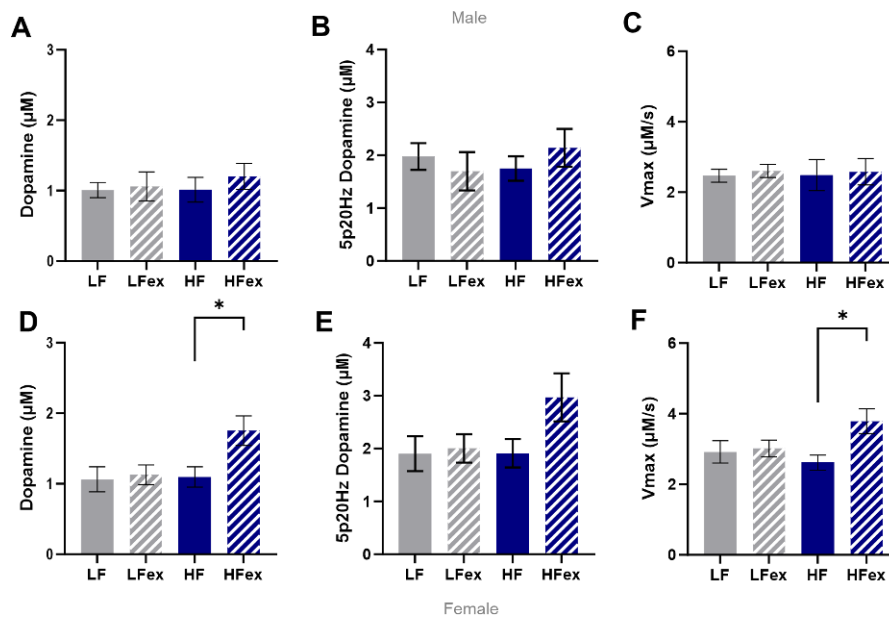 Male
A
B
C
Dopamine (µM)
3
2
1
0
LF LFex HF HFex
5p20Hz Dopamine (µM)
4
3
2
1
0
LF LFex HF HFex
Vmax (µM/s)
6
4
2
0
LF LFex HF HFex
D
E
F
Dopamine (µM)
3
2
1
0
*
LF LFex HF HFex
5p20Hz Dopamine (µM)
4
3
2
1
0
LF LFex HF HFex
Vmax (µM/s)
6
4
2
0
*
LF LFex HF HFex
Female